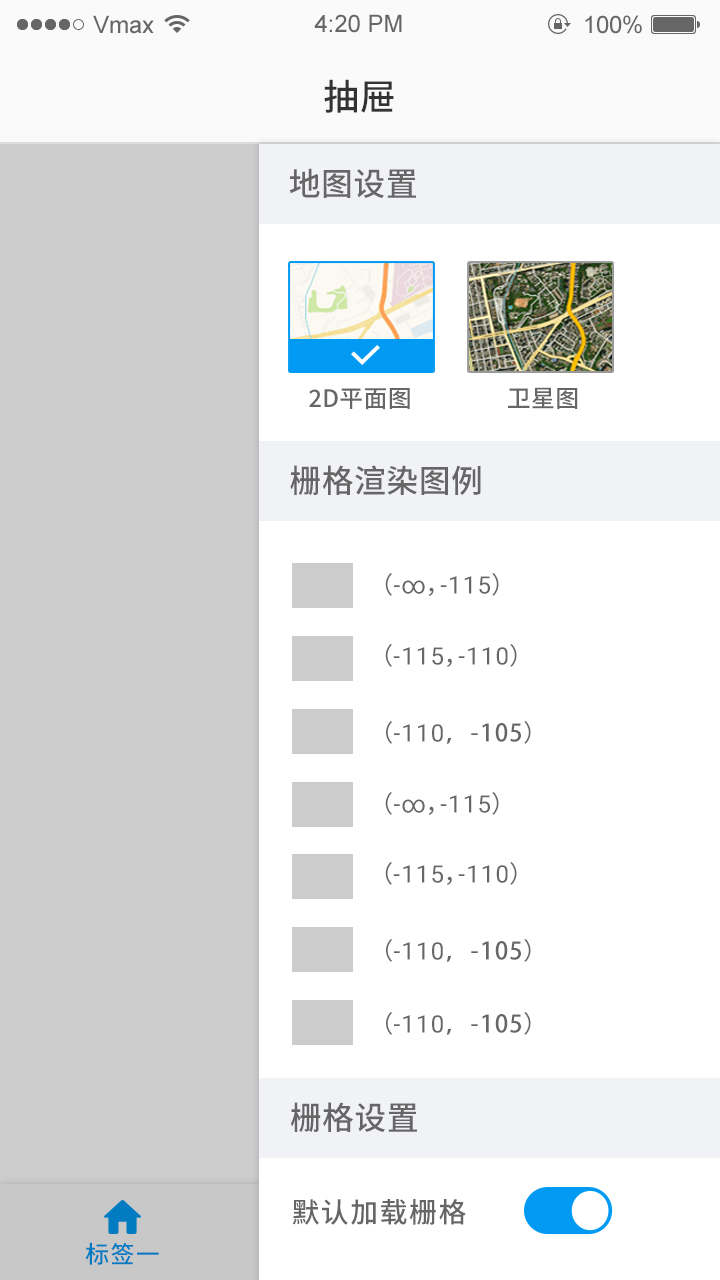 Vmax 4:20 PM 100%
抽屉
地图设置
2D平面图 卫星图
栅格渲染图例
(-∞,-115)
(-115,-110)
(-110, -105)
(-∞,-115)
(-115,-110)
(-110, -105)
(-110, -105)
栅格设置
默认加载栅格
标签一